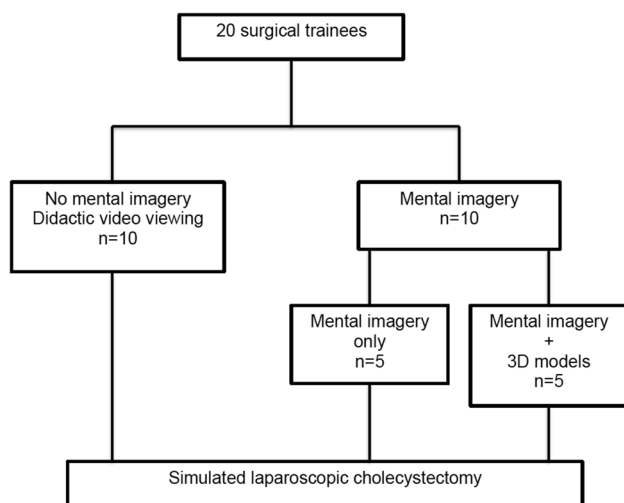 20 surgical trainees
No mental imagery
Didactic video viewing
n=10
Mental imagery
n=10
Mental imagery
only
n=5
Mental imagery
+
3D models
n=5
Simulated laparoscopic cholecystectomy